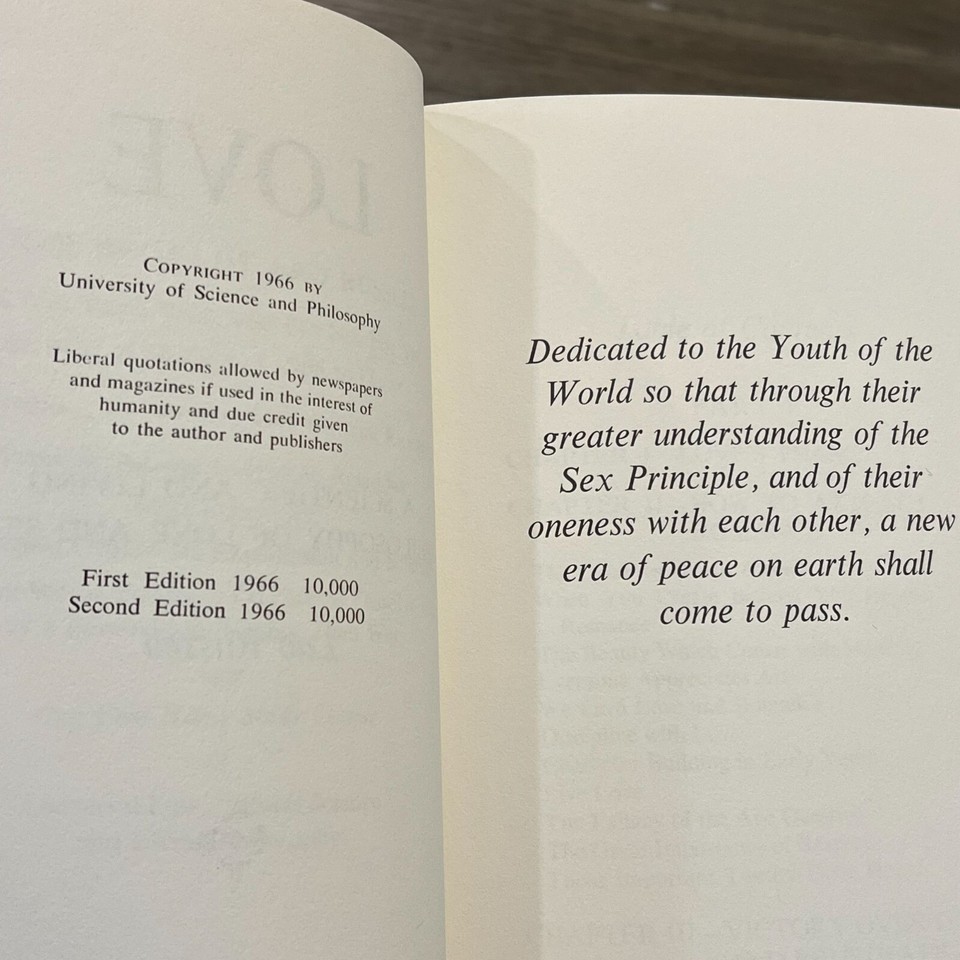 LOVE
COPYRIGHT 1966 BY
University of Science and Philosophy
Liberal quotations allowed by newspapers
and magazines if used in the interest of
humanity and due credit given
to the author and publishers
First Edition 1966 10,000
Second Edition 1966 10,000
Dedicated to the Youth of the
World so that through their
greater understanding of the
Sex Principle, and of their
oneness with each other, a new
era of peace on earth shall
come to pass.